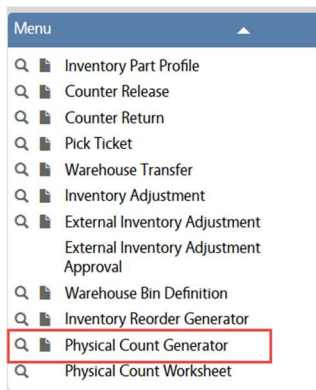 Menu
Inventory Part Profile
Counter Release
Counter Return
Pick Ticket
Warehouse Transfer
Inventory Adjustment
External Inventory Adjustment
External Inventory Adjustment
Approval
Warehouse Bin Definition
Inventory Reorder Generator
Physical Count Generator
Physical Count Worksheet